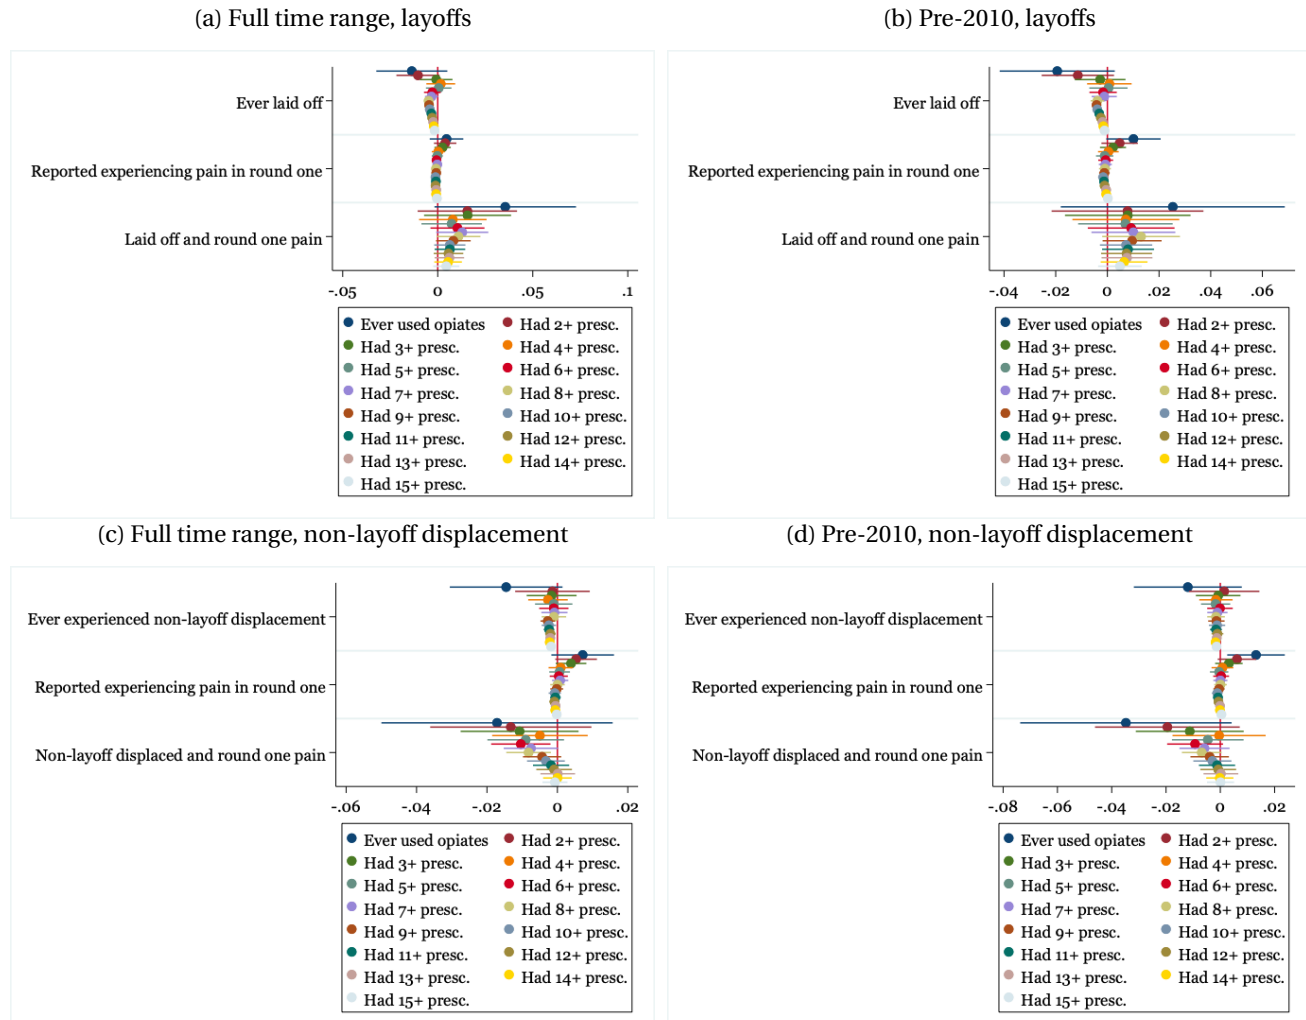 (a) Full time range, layoffs
Ever laid off
Reported experiencing pain in round one
Laid off and round one pain
-.05 0 .05 .1
Ever used opiates Had 2+ presc.
Had 3+ presc. Had 4+ presc.
Had 5+ presc. Had 6+ presc.
Had 7+ presc. Had 8+ presc.
Had 9+ presc. Had 10+ presc.
Had 11+ presc. Had 12+ presc.
Had 13+ presc. Had 14+ presc.
Had 15+ presc.
(b) Pre-2010, layoffs
Ever laid off
Reported experiencing pain in round one
Laid off and round one pain
-.04 -.02 0 .02 .04 .06
Ever used opiates Had 2+ presc.
Had 3+ presc. Had 4+ presc.
Had 5+ presc. Had 6+ presc.
Had 7+ presc. Had 8+ presc.
Had 9+ presc. Had 10+ presc.
Had 11+ presc. Had 12+ presc.
Had 13+ presc. Had 14+ presc.
Had 15+ presc.
(c) Full time range, non-layoff displacement
Ever experienced non-layoff displacement
Reported experiencing pain in round one
Non-layoff displaced and round one pain
-.06 -.04 -.02 0 .02
Ever used opiates Had 2+ presc.
Had 3+ presc. Had 4+ presc.
Had 5+ presc. Had 6+ presc.
Had 7+ presc. Had 8+ presc.
Had 9+ presc. Had 10+ presc.
Had 11+ presc. Had 12+ presc.
Had 13+ presc. Had 14+ presc.
Had 15+ presc.
(d) Pre-2010, non-layoff displacement
Ever experienced non-layoff displacement
Reported experiencing pain in round one
Non-layoff displaced and round one pain
-.08 -.06 -.04 -.02 0 .02
Ever used opiates Had 2+ presc.
Had 3+ presc. Had 4+ presc.
Had 5+ presc. Had 6+ presc.
Had 7+ presc. Had 8+ presc.
Had 9+ presc. Had 10+ presc.
Had 11+ presc. Had 12+ presc.
Had 13+ presc. Had 14+ presc.
Had 15+ presc.